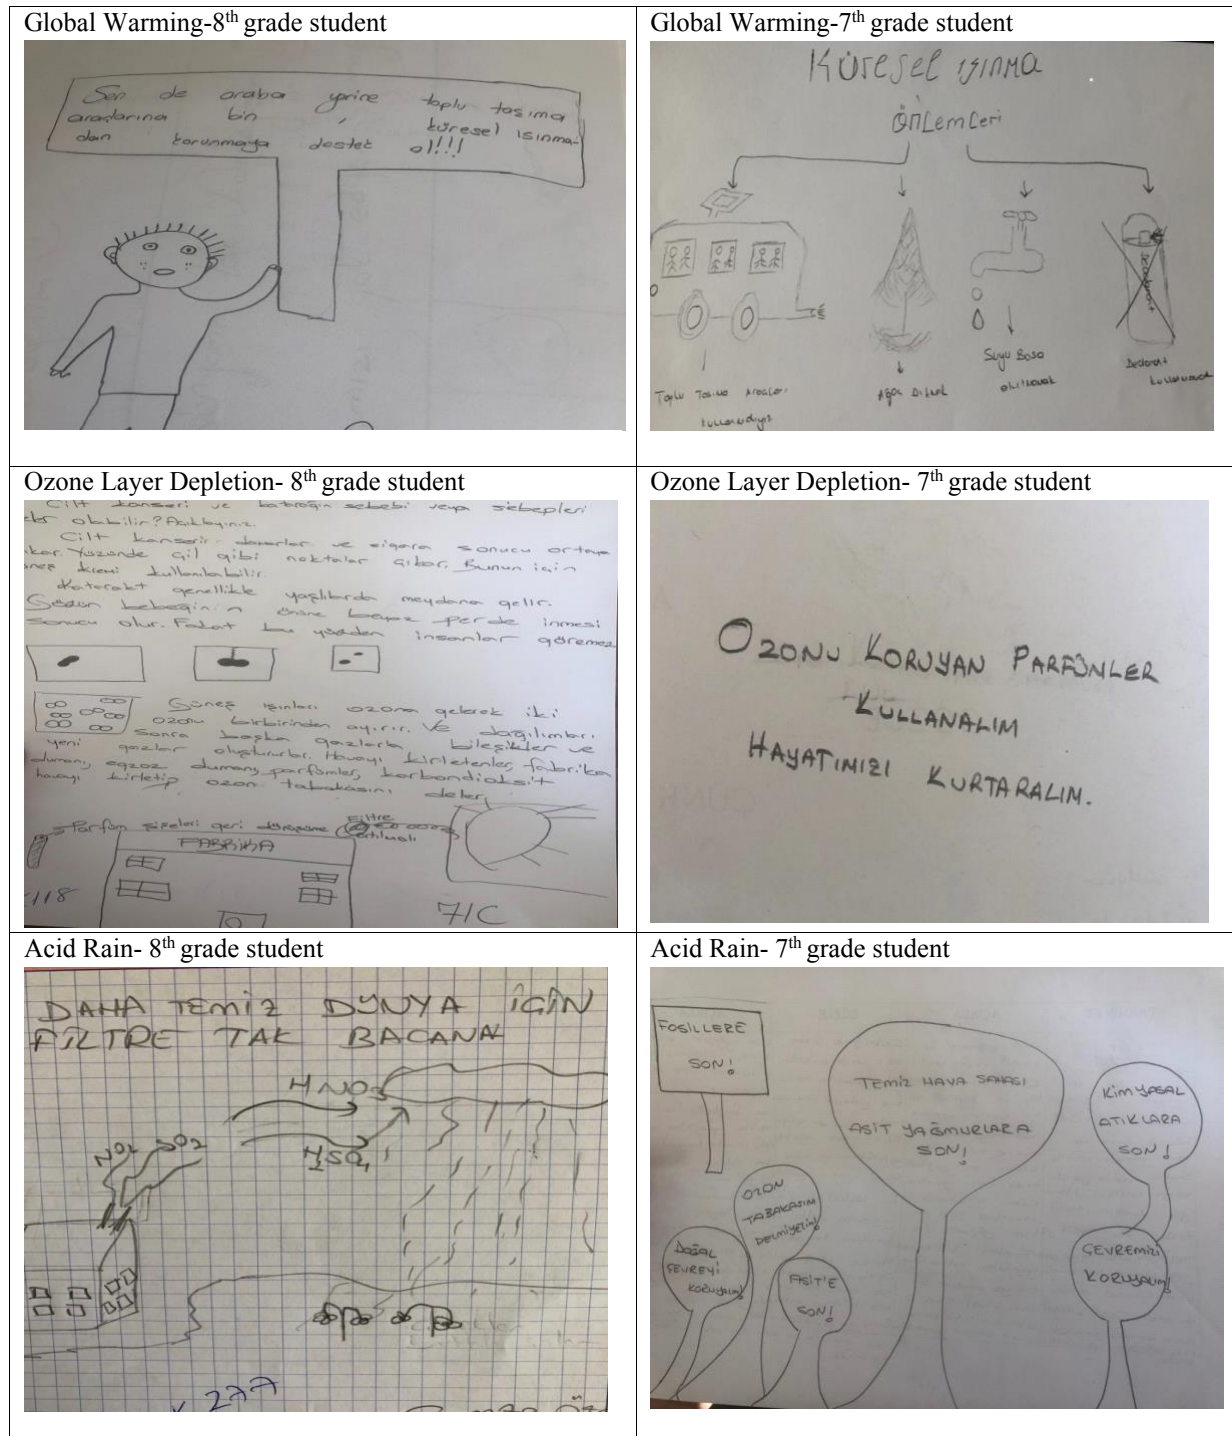 Global Warming-8th grade student
Sen de araba yerine toplu taşıma
araçlarına bin, küresel ısınma-
dan korunmaya destek ol!!!
Global Warming-7th grade student
Küresel ısınma
Önlemleri
Toplu Taşıma Araçları
kullanmalıyız
Ağaç Dikmek
Suyu Boşa
akıtmamak
Deodorant
Deodorant
kullanmamak
Ozone Layer Depletion- 8th grade student
Cilt kanseri ve kataroğin sebebi veya sebepleri
olabilir? Açıklayınız.
Cilt kanseri ve sigara sonucu ortaya
Yüzünde çil gibi noktalar çıkar. Bunun için
kremi kullanılabilir.
Katarakt genellikle yaşlılarda meydana gelir.
Gözün bebeğinin önüne beyaz perde inmesi
sonucu olur. Fakat bu yüzden insanlar göremez
Güneş ışınları ozona gelerek iki
ozonu birbirinden ayırır. Ve dağılımları
sonra başka gazlarla bileşikler ve
yeni gazlar oluştururlar. Havayı kirletenler, fabrika
dumanı, egzoz dumanı, parfümler, karbondioksit
havayı kirletip ozon tabakasını deler
Parfüm şişeleri geri dönüşüme
Filtre
FABRİKA
118
7/C
Ozone Layer Depletion- 7th grade student
OZONU KORUYAN PARFÜMLER
KULLANALIM
HAYATIMIZI KURTARALIM.
Acid Rain- 8th grade student
DAHA TEMİZ DÜNYA İÇİN
FİLTRE TAK BACANA
HNO3
NO2 SO2
H2SO4
277
Acid Rain- 7th grade student
FOSİLLERE
SON!
TEMİZ HAVA SAHASI
ASİT YAĞMURLARA
SON!
KİMYASAL
ATIKLARA
SON!
OZON
TABAKASINI
DELMİYELİM!
DOĞAL
ÇEVREYİ
KORUYALIM!
ASİT'E
SON!
ÇEVREMİZİ
KORUYALIM!